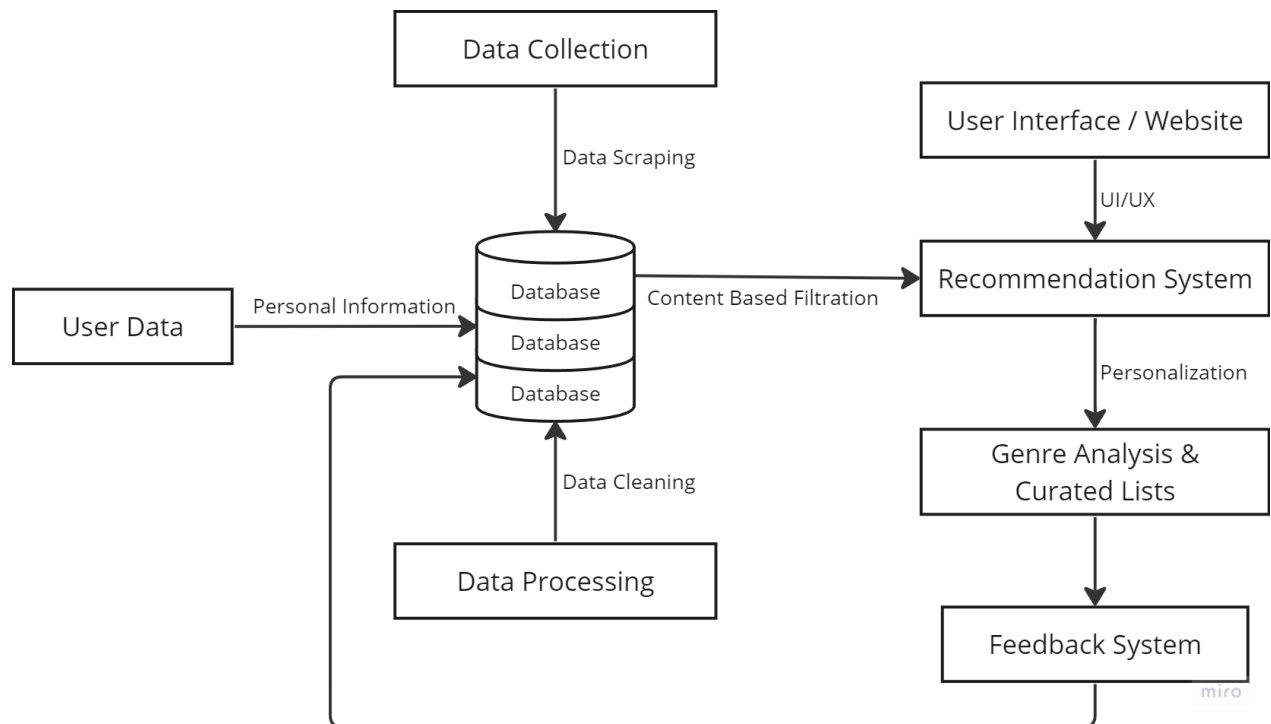 Data Collection
User Interface / Website
Data Scraping
UI/UX
Database
Recommendation System
Content Based Filtration
Personal Information
User Data
Database
Database
Personalization
Genre Analysis &
Curated Lists
Data Cleaning
Data Processing
Feedback System
miro